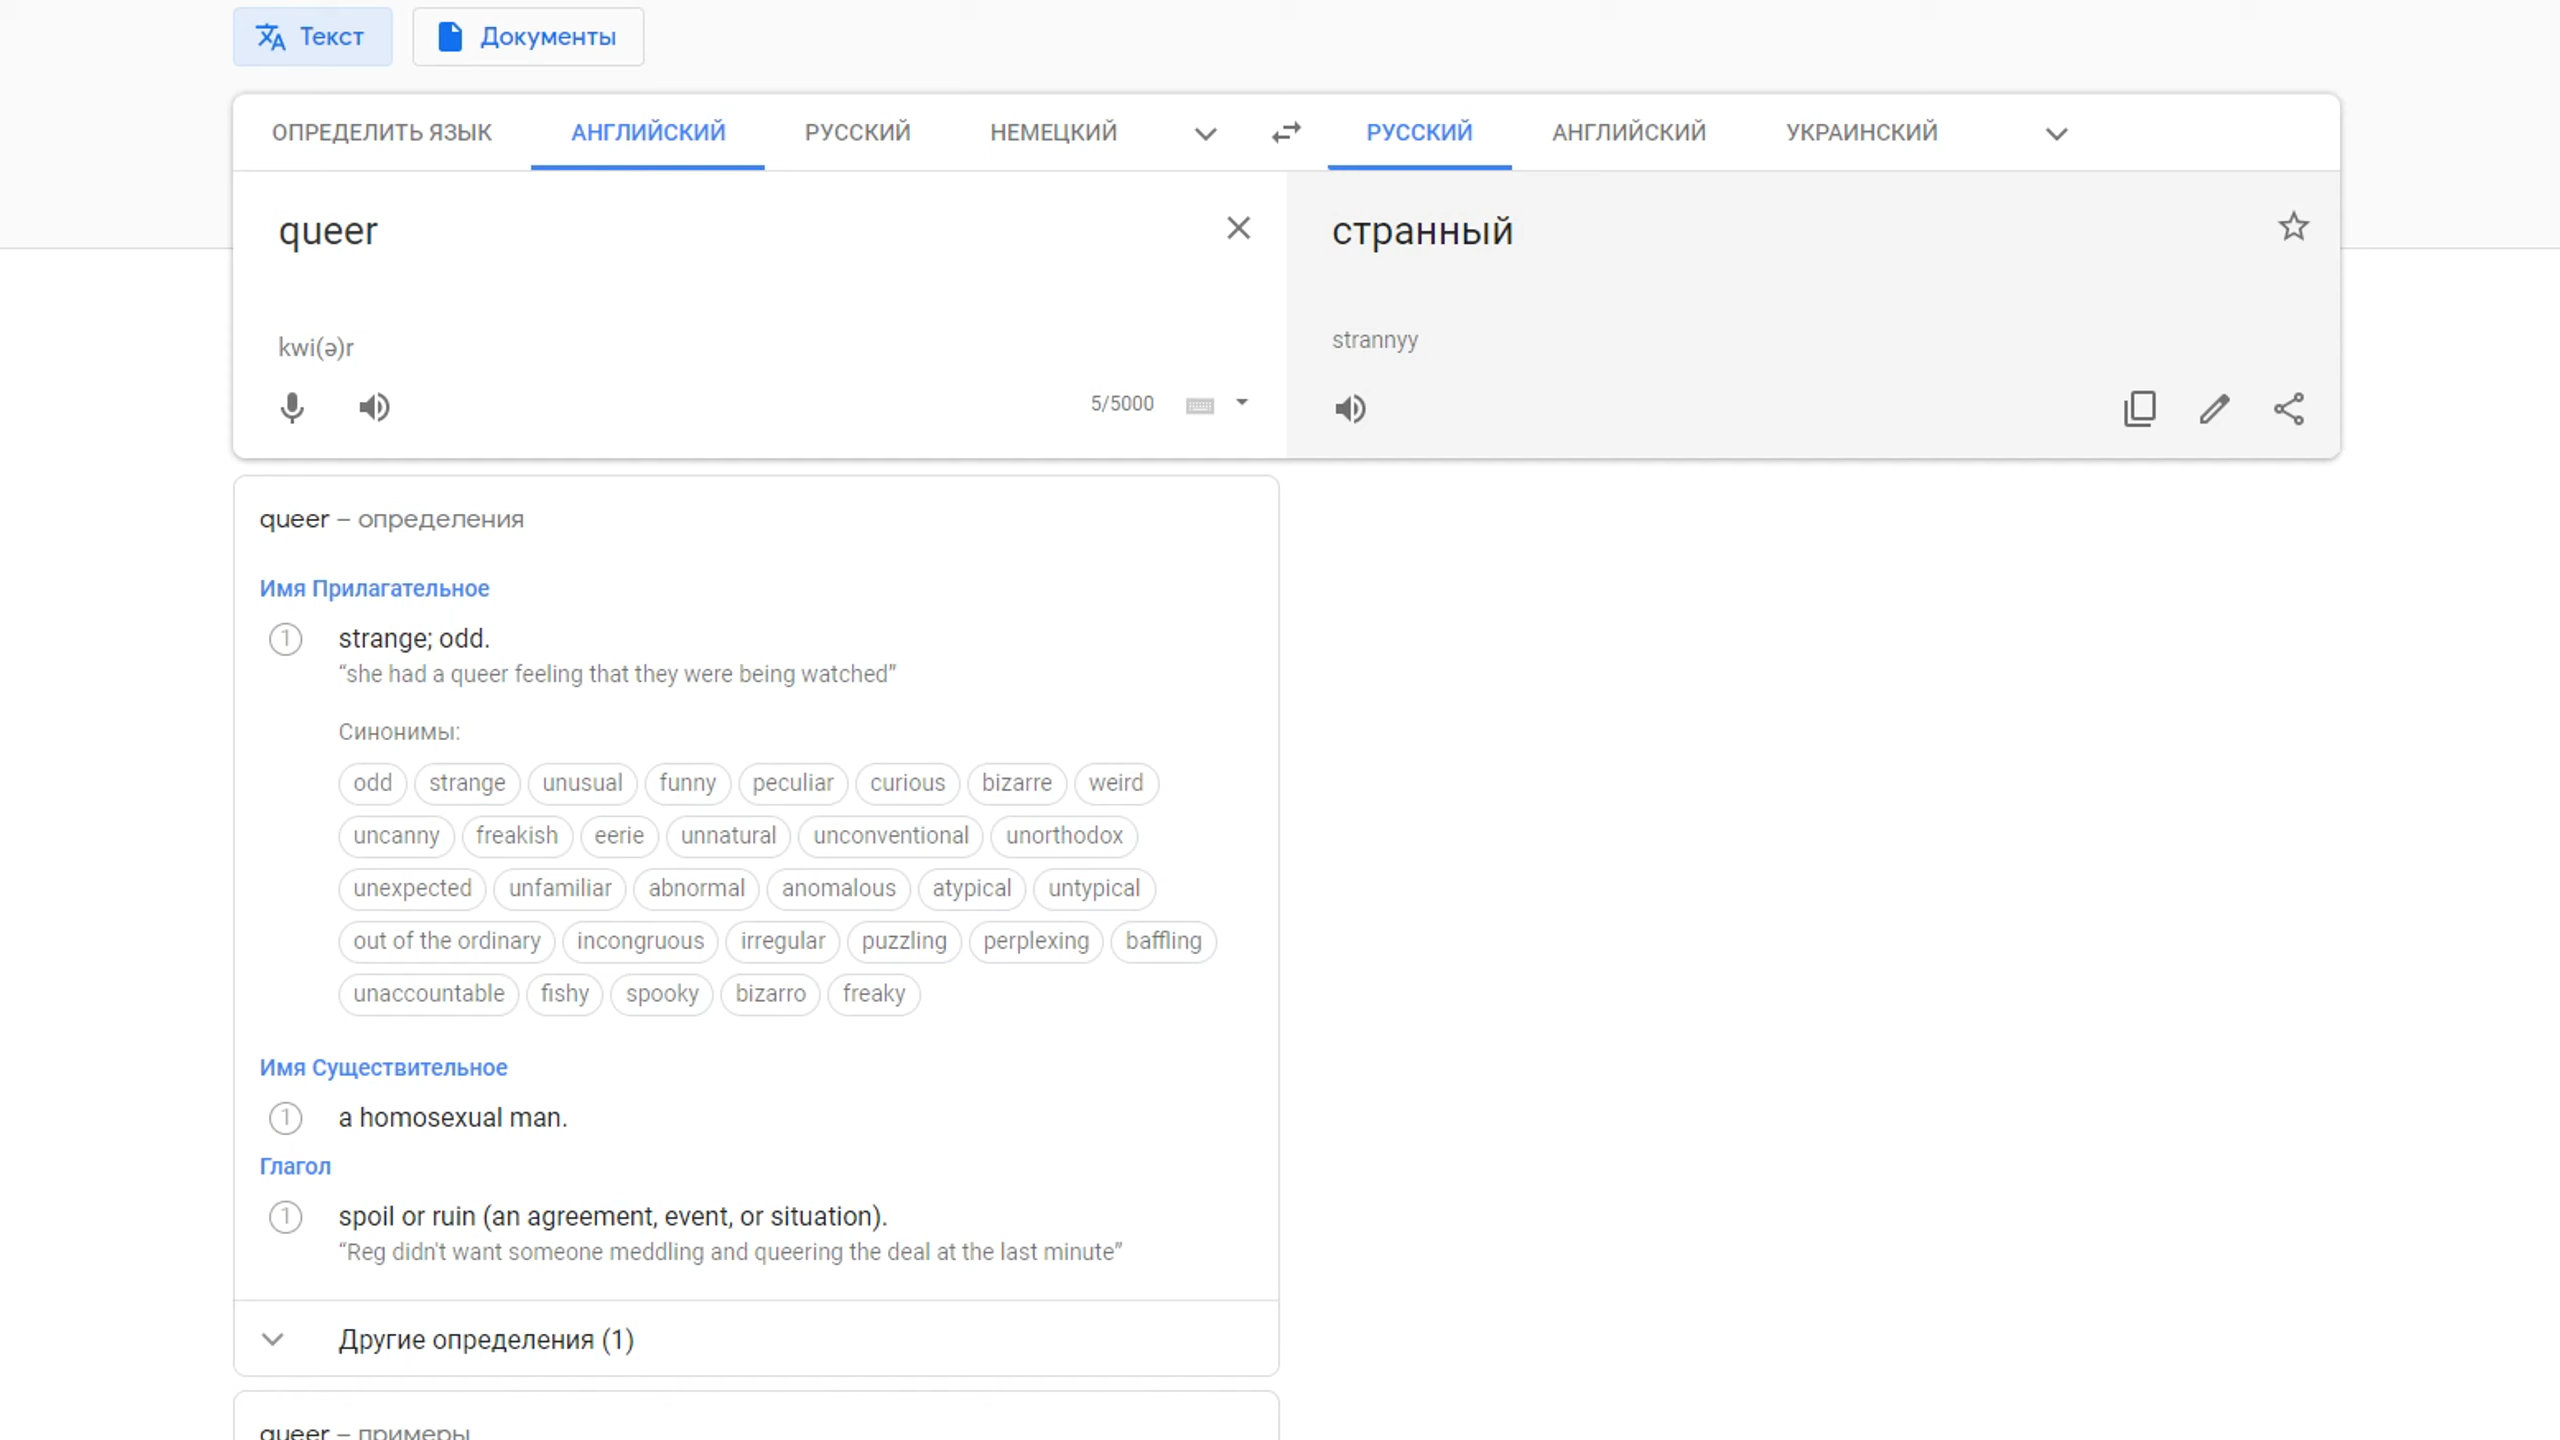 Текст Документы
ОПРЕДЕЛИТЬ ЯЗЫК АНГЛИЙСКИЙ РУССКИЙ НЕМЕЦКИЙ РУССКИЙ АНГЛИЙСКИЙ УКРАИНСКИЙ
queer
kwi(ə)r
5/5000
странный
strannyy
queer – определения
Имя Прилагательное
1 strange; odd.
“she had a queer feeling that they were being watched”
Синонимы:
odd strange unusual funny peculiar curious bizarre weird
uncanny freakish eerie unnatural unconventional unorthodox
unexpected unfamiliar abnormal anomalous atypical untypical
out of the ordinary incongruous irregular puzzling perplexing baffling
unaccountable fishy spooky bizarro freaky
Имя Существительное
1 a homosexual man.
Глагол
1 spoil or ruin (an agreement, event, or situation).
“Reg didn't want someone meddling and queering the deal at the last minute”
Другие определения (1)
queer – примеры